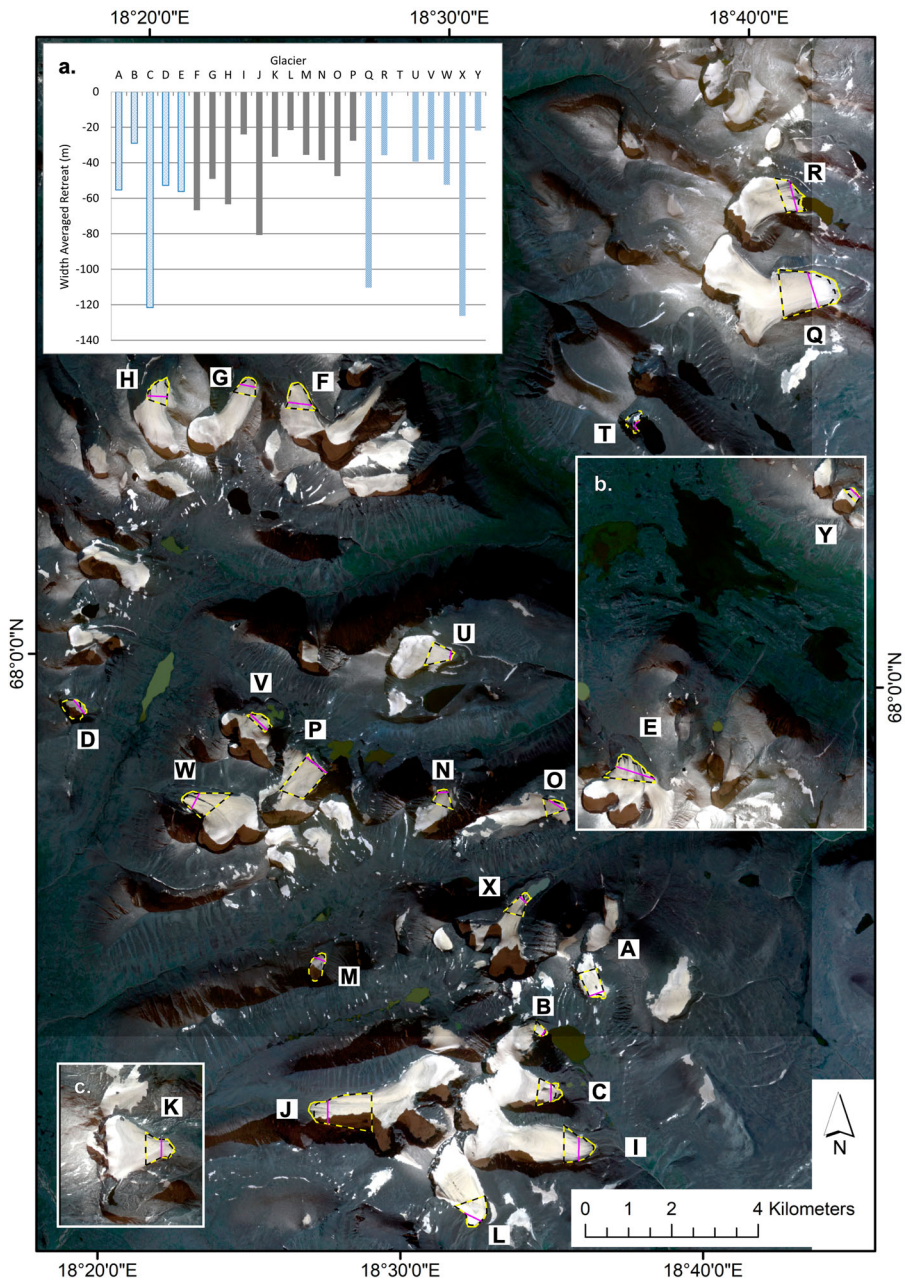 18°20'0"E 18°30'0"E 18°40'0"E
a. Glacier
A B C D E F G H I J K L M N O P Q R T U V W X Y
Width Averaged Retreat (m)
0
-20
-40
-60
-80
-100
-120
-140
R
Q
H G F
T
b.
Y
68°0'0"N
U
68°0'0"N
V
D
P
E
W
N
O
X
A
M
B
c.
K
C
J
I
N
L
0 1 2 4 Kilometers
18°20'0"E 18°30'0"E 18°40'0"E